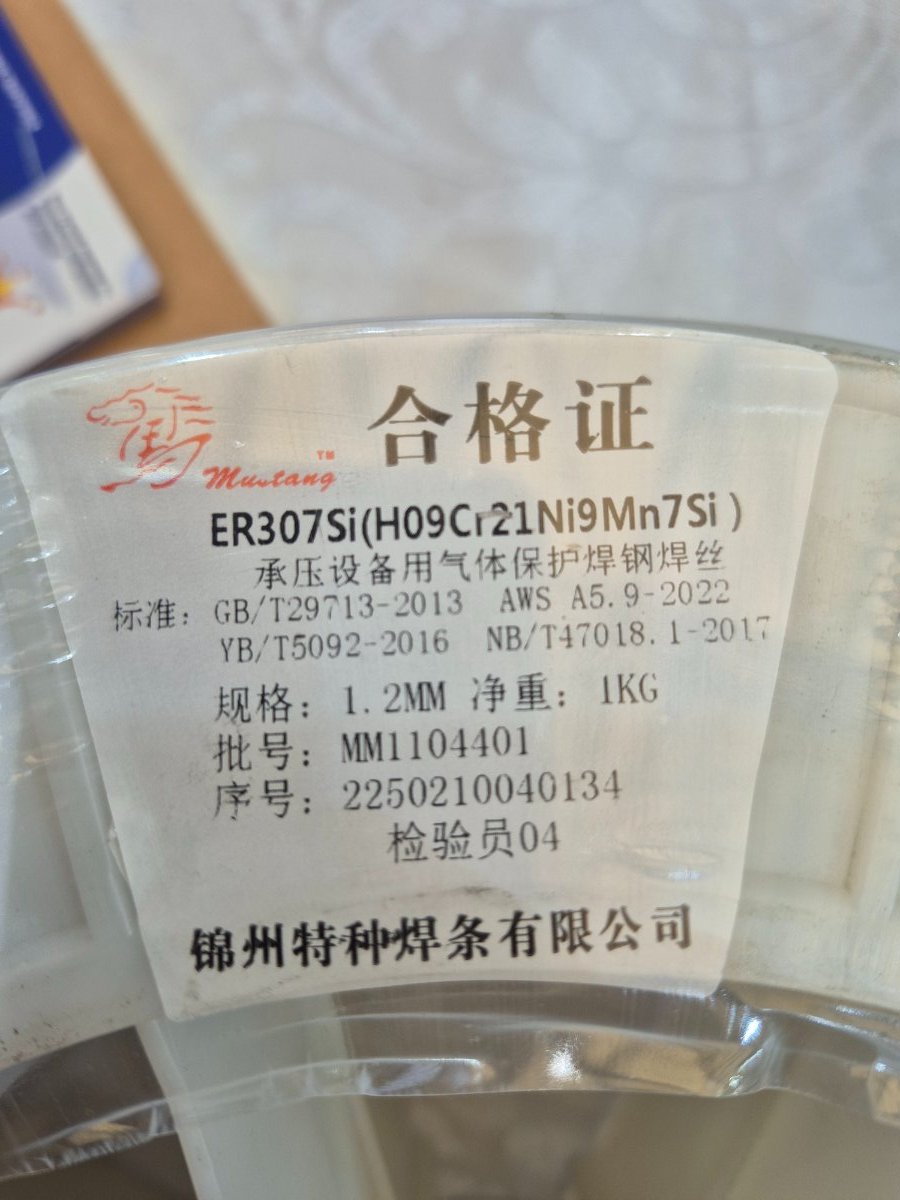 马
Mustang™
合格证
ER307Si(H09Cr21Ni9Mn7Si)
承压设备用气体保护焊钢焊丝
标准: GB/T29713-2013 AWS A5.9-2022
YB/T5092-2016 NB/T47018.1-2017
规格: 1.2MM 净重: 1KG
批号: MM1104401
序号: 2250210040134
检验员04
锦州特种焊条有限公司